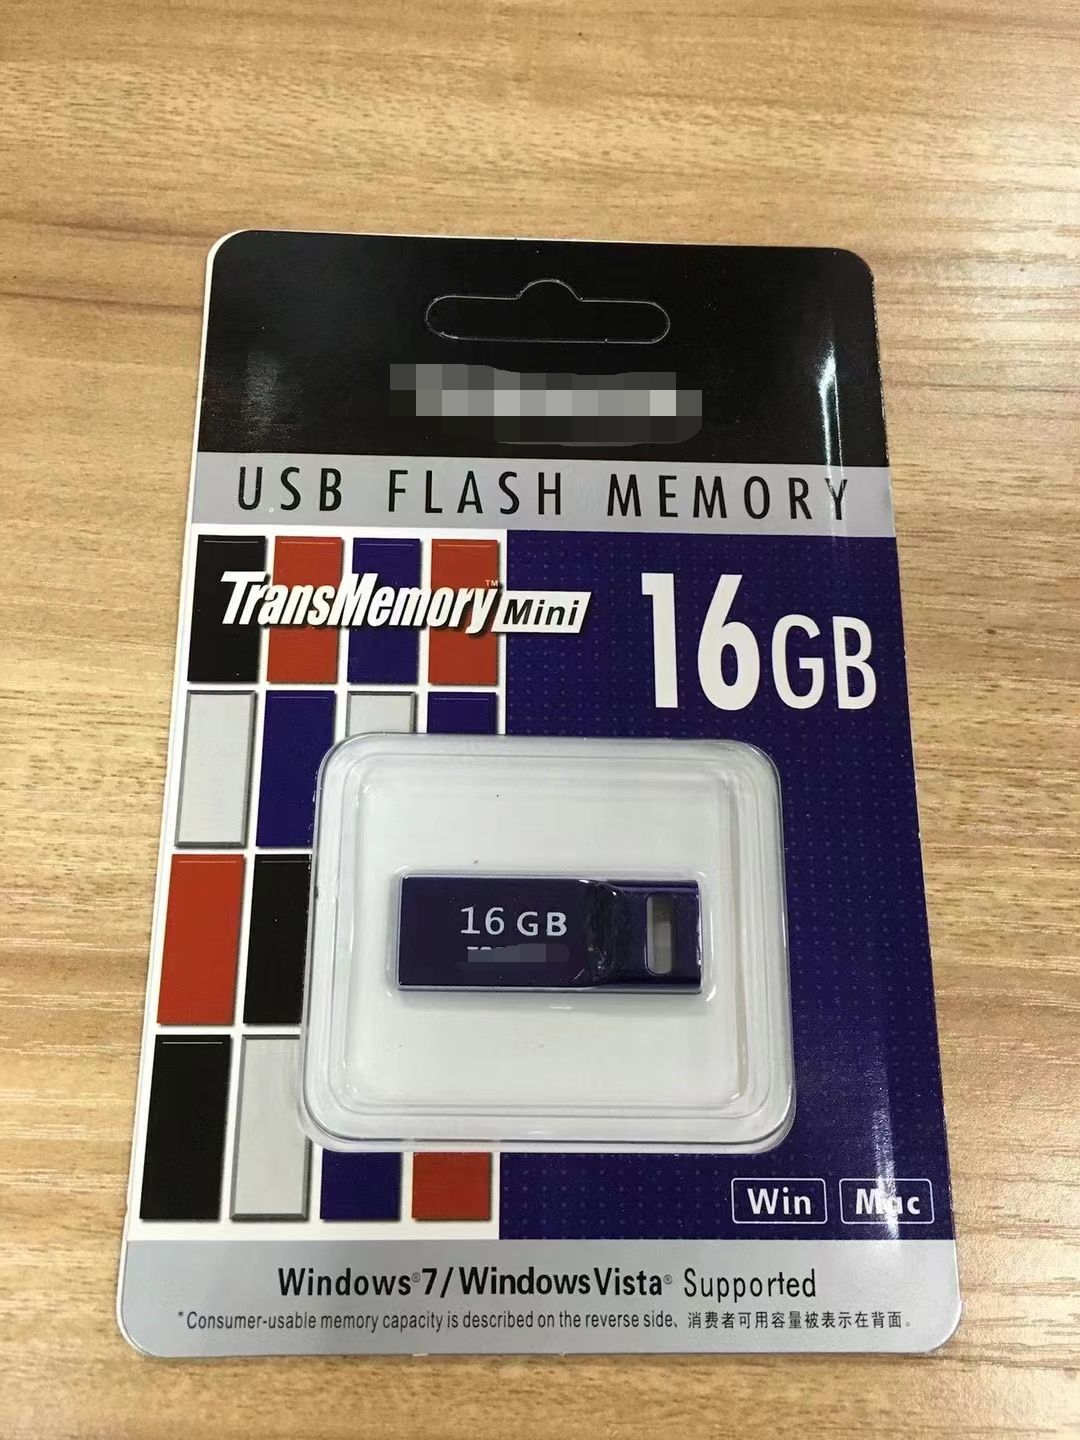 USB FLASH MEMORY
TransMemory™ Mini
16GB
16 GB
Win Mac
Windows®7/Windows Vista® Supported
*Consumer-usable memory capacity is described on the reverse side、消费者可用容量被表示在背面。